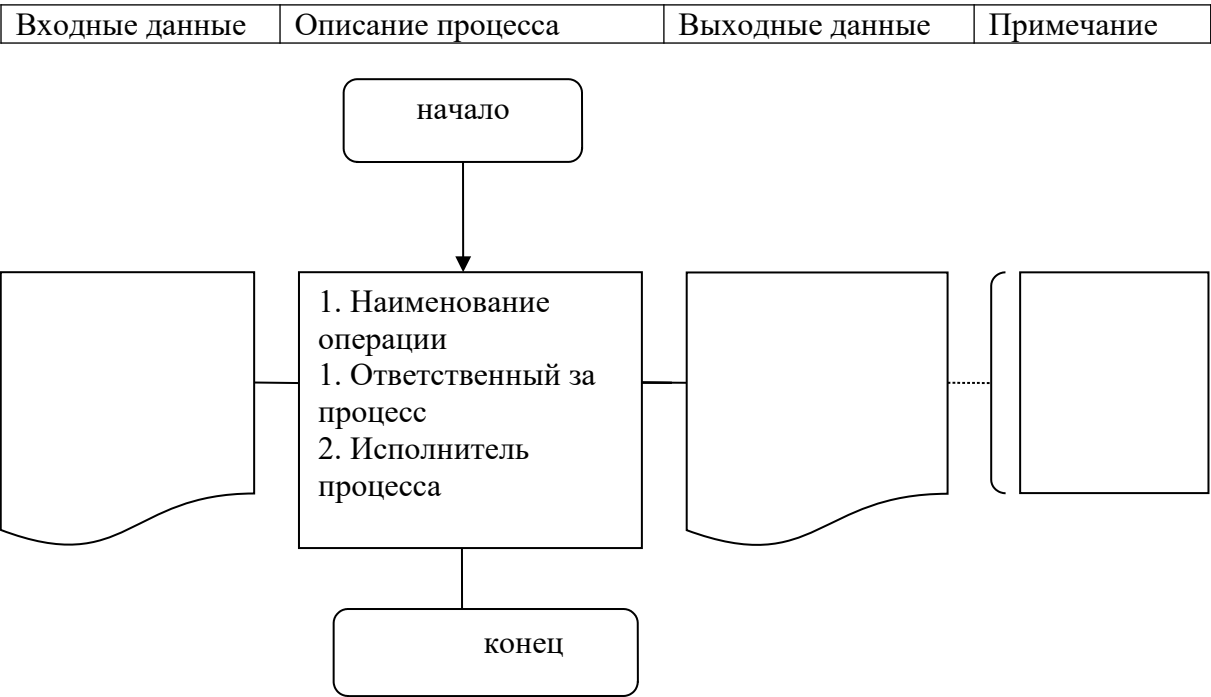 Входные данные
Описание процесса
Выходные данные
Примечание
начало
1. Наименование
операции
1. Ответственный за
процесс
2. Исполнитель
процесса
конец